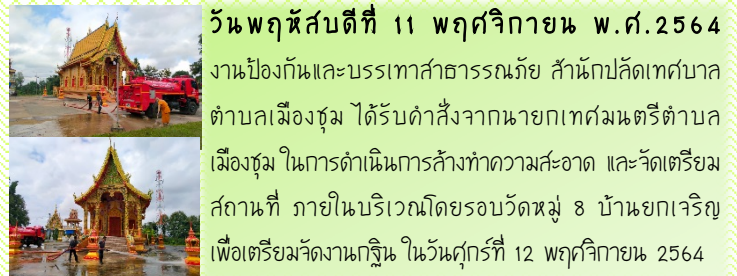 วันพฤหัสบดีที่ 11 พฤศจิกายน พ.ศ.2564
งานป้องกันและบรรเทาสาธารรณภัย สำนักปลัดเทศบาล
ตำบลเมืองชุม ได้รับคำสั่งจากนายกเทศมนตรีตำบล
เมืองชุม ในการดำเนินการล้างทำความสะอาด และจัดเตรียม
สถานที่ ภายในบริเวณโดยรอบวัดหมู่ 8 บ้านยกเจริญ
เพื่อเตรียมจัดงานกฐิน ในวันศุกร์ที่ 12 พฤศจิกายน 2564